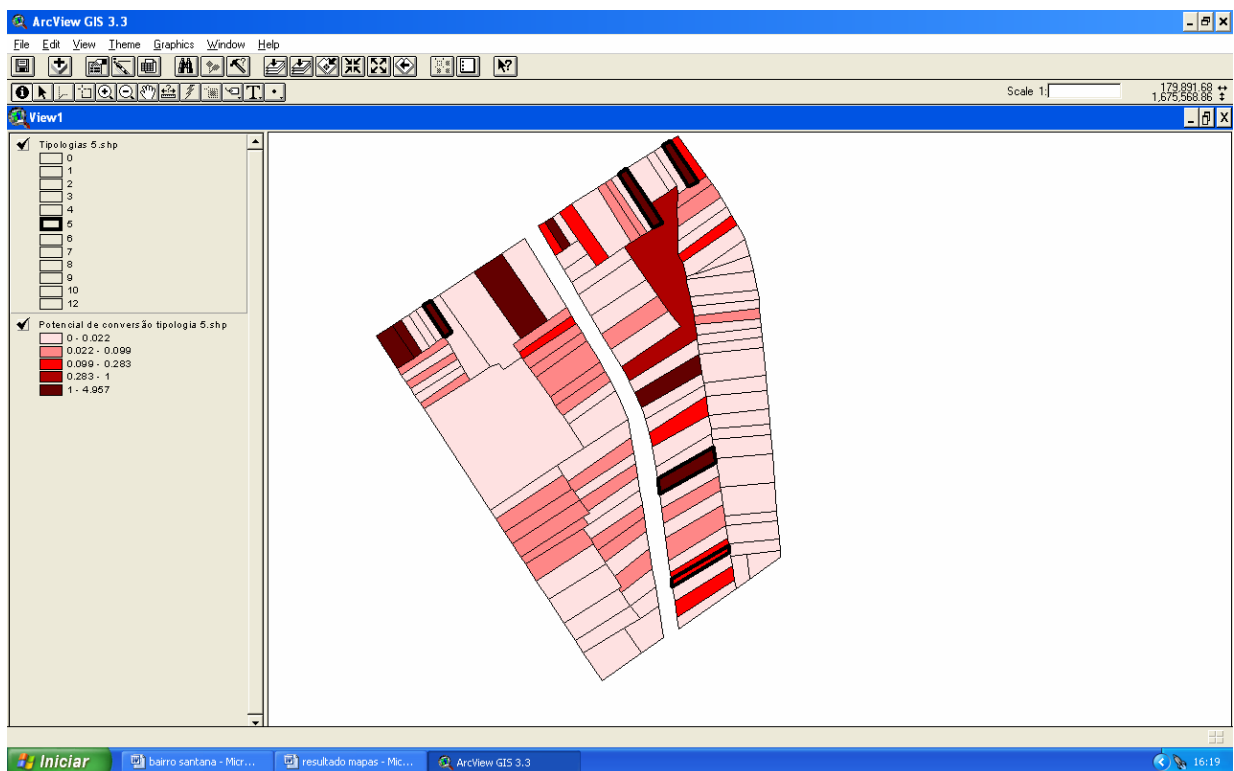 ArcView GIS 3.3
File Edit View Theme Graphics Window Help
Scale 1:
179,891.68
1,675,568.86
View1
Tipologias 5.shp
0
1
2
3
4
5
6
7
8
9
10
12
Potencial de conversão tipologia 5.shp
0 - 0.022
0.022 - 0.099
0.099 - 0.283
0.283 - 1
1 - 4.957
Iniciar
bairro santana - Micr...
resultado mapas - Mic...
ArcView GIS 3.3
16:19